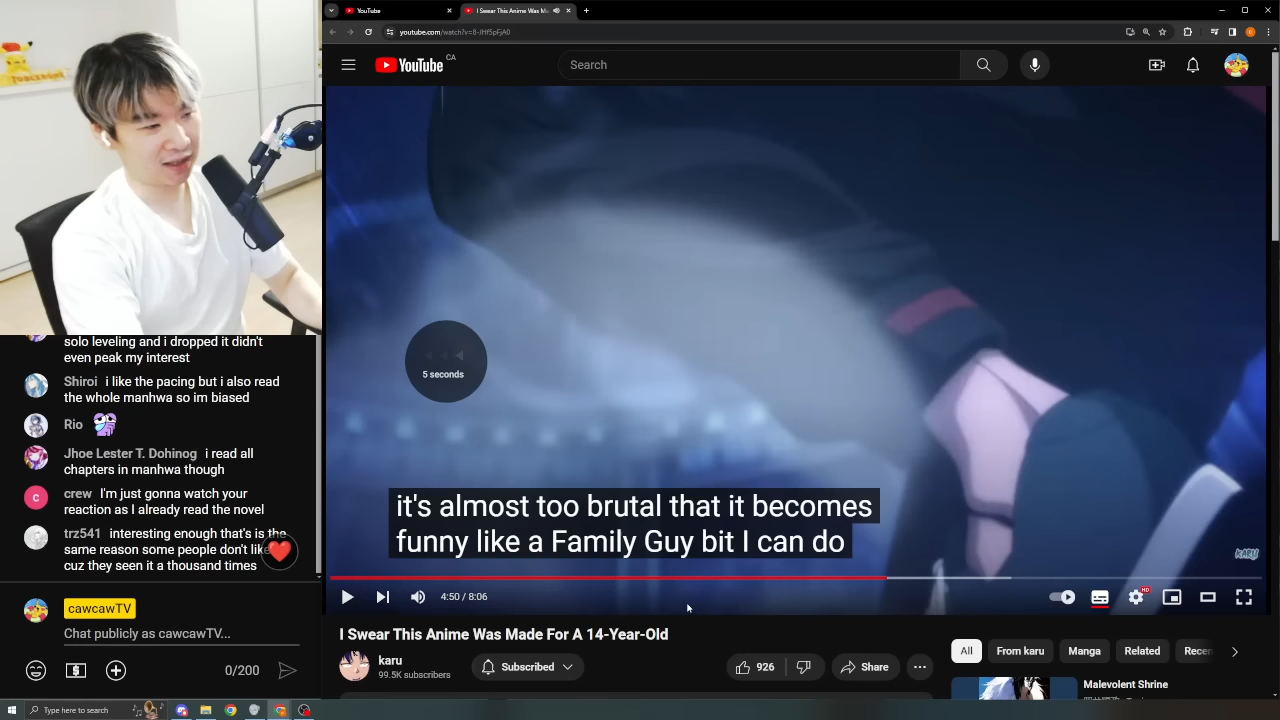 YouTube
I Swear This Anime Was M
youtube.com/watch?v=8-JHf5pFjA0
YouTube CA
Search
solo leveling and i dropped it didn't
even peak my interest
Shiroi i like the pacing but i also read
the whole manhwa so im biased
Rio
Jhoe Lester T. Dohinog i read all
chapters in manhwa though
c
crew I'm just gonna watch your
reaction as I already read the novel
trz541 interesting enough that's is the
same reason some people don't like
cuz they seen it a thousand times
cawcawTV
Chat publicly as cawcawTV...
0/200
5 seconds
it's almost too brutal that it becomes
funny like a Family Guy bit I can do
KARU
4:50 / 8:06
HD
I Swear This Anime Was Made For A 14-Year-Old
karu
99.5K subscribers
Subscribed
926
Share
All
From karu
Manga
Related
Recen
Malevolent Shrine
Type here to search